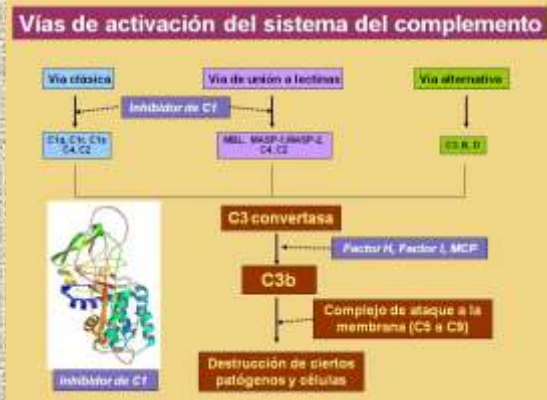 Vías de activación del sistema del complemento
Vía clásica
Vía de unión a lectinas
Vía alternativa
Inhibidor de C1
C1q, C1r, C1s
C4, C2
MBL, MASP-1,MASP-2,
C4, C2
C3, B, D
C3 convertasa
Factor H, Factor I, MCP
C3b
Complejo de ataque a la
membrana (C5 a C9)
Destrucción de ciertos
patógenos y células
Inhibidor de C1